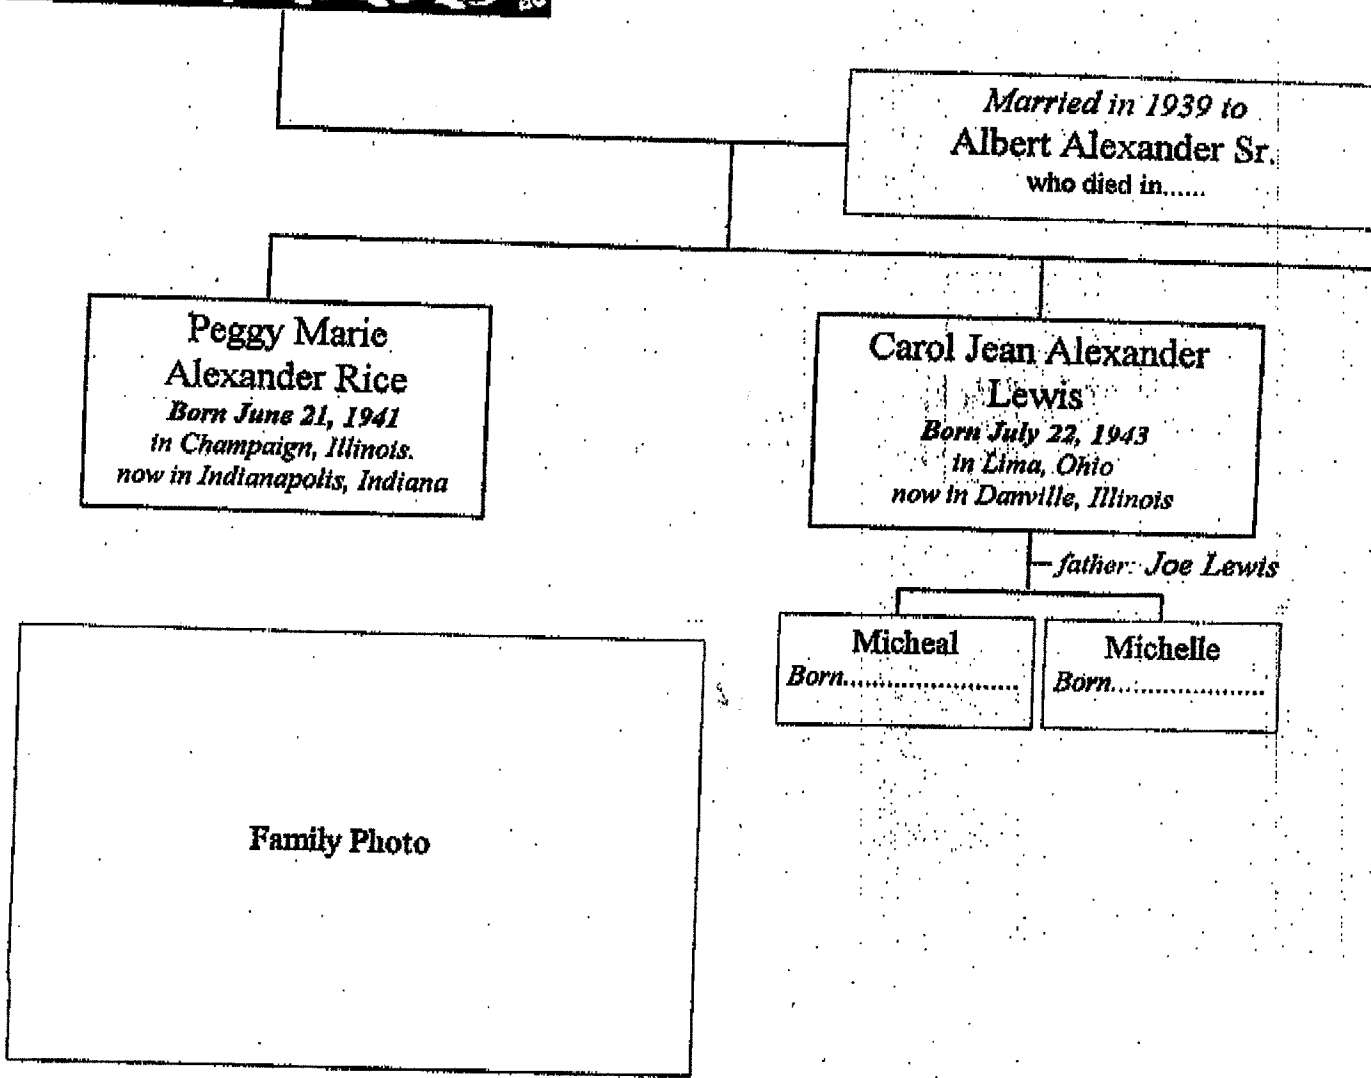 Married in 1939 to
Albert Alexander Sr.
who died in......
Peggy Marie
Alexander Rice
Born June 21, 1941
in Champaign, Illinois.
now in Indianapolis, Indiana
Carol Jean Alexander
Lewis
Born July 22, 1943
in Lima, Ohio
now in Danville, Illinois
father: Joe Lewis
Micheal
Born..........................
Michelle
Born..........................
Family Photo